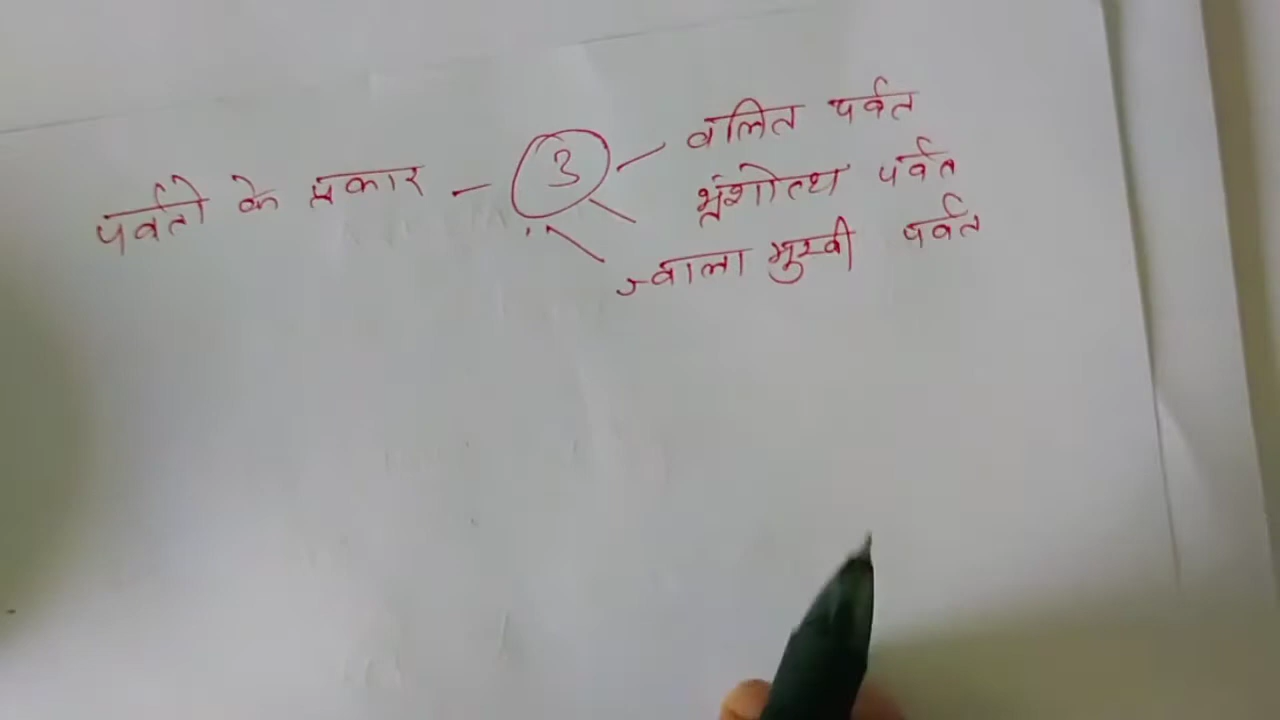 पर्वतो के प्रकार - 3
वलित पर्वत
भ्रंशोत्थ पर्वत
ज्वाला मुखी पर्वत